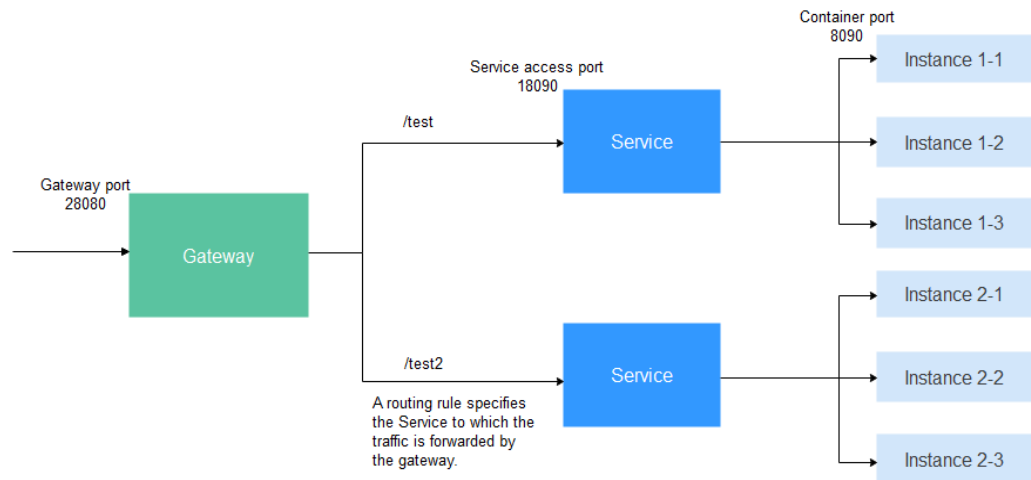 Container port
8090
Instance 1-1
Service access port
18090
/test
Service
Instance 1-2
Gateway port
28080
Instance 1-3
Gateway
Instance 2-1
/test2
Service
Instance 2-2
A routing rule specifies
the Service to which the
traffic is forwarded by
the gateway.
Instance 2-3